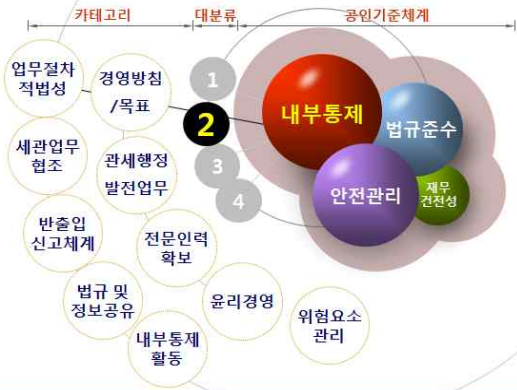 카테고리
대분류
공인기준체계
업무절차
적법성
경영방침
/목표
1
2
3
4
내부통제
법규준수
안전관리
재무
건전성
세관업무
협조
관세행정
발전업무
반출입
신고체계
전문인력
확보
법규 및
정보공유
윤리경영
위험요소
관리
내부통제
활동